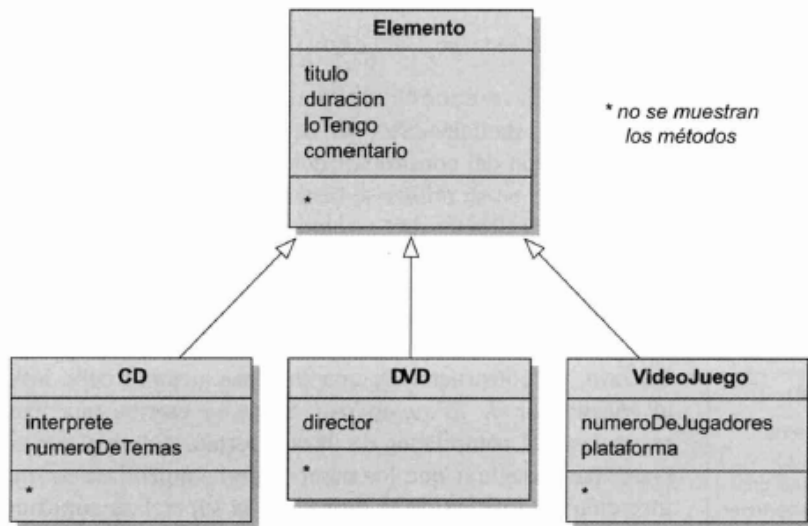 Elemento
titulo
duracion
loTengo
comentario
*
* no se muestran
los métodos
CD
interprete
numeroDeTemas
*
DVD
director
*
VideoJuego
numeroDeJugadores
plataforma
*